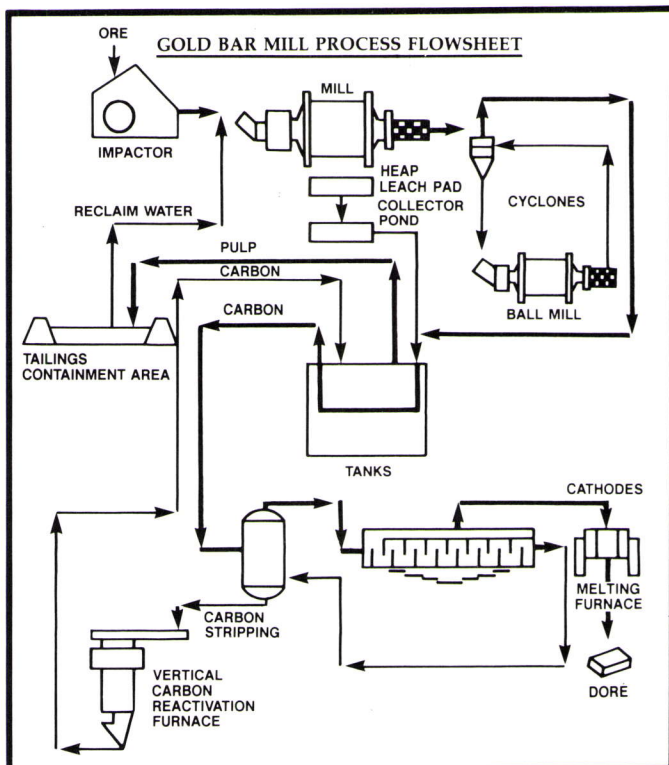 ORE
GOLD BAR MILL PROCESS FLOWSHEET
MILL
IMPACTOR
HEAP
LEACH PAD
COLLECTOR
POND
CYCLONES
RECLAIM WATER
PULP
CARBON
CARBON
BALL MILL
TAILINGS
CONTAINMENT AREA
TANKS
CATHODES
CARBON
STRIPPING
MELTING
FURNACE
VERTICAL
CARBON
REACTIVATION
FURNACE
DORÉ